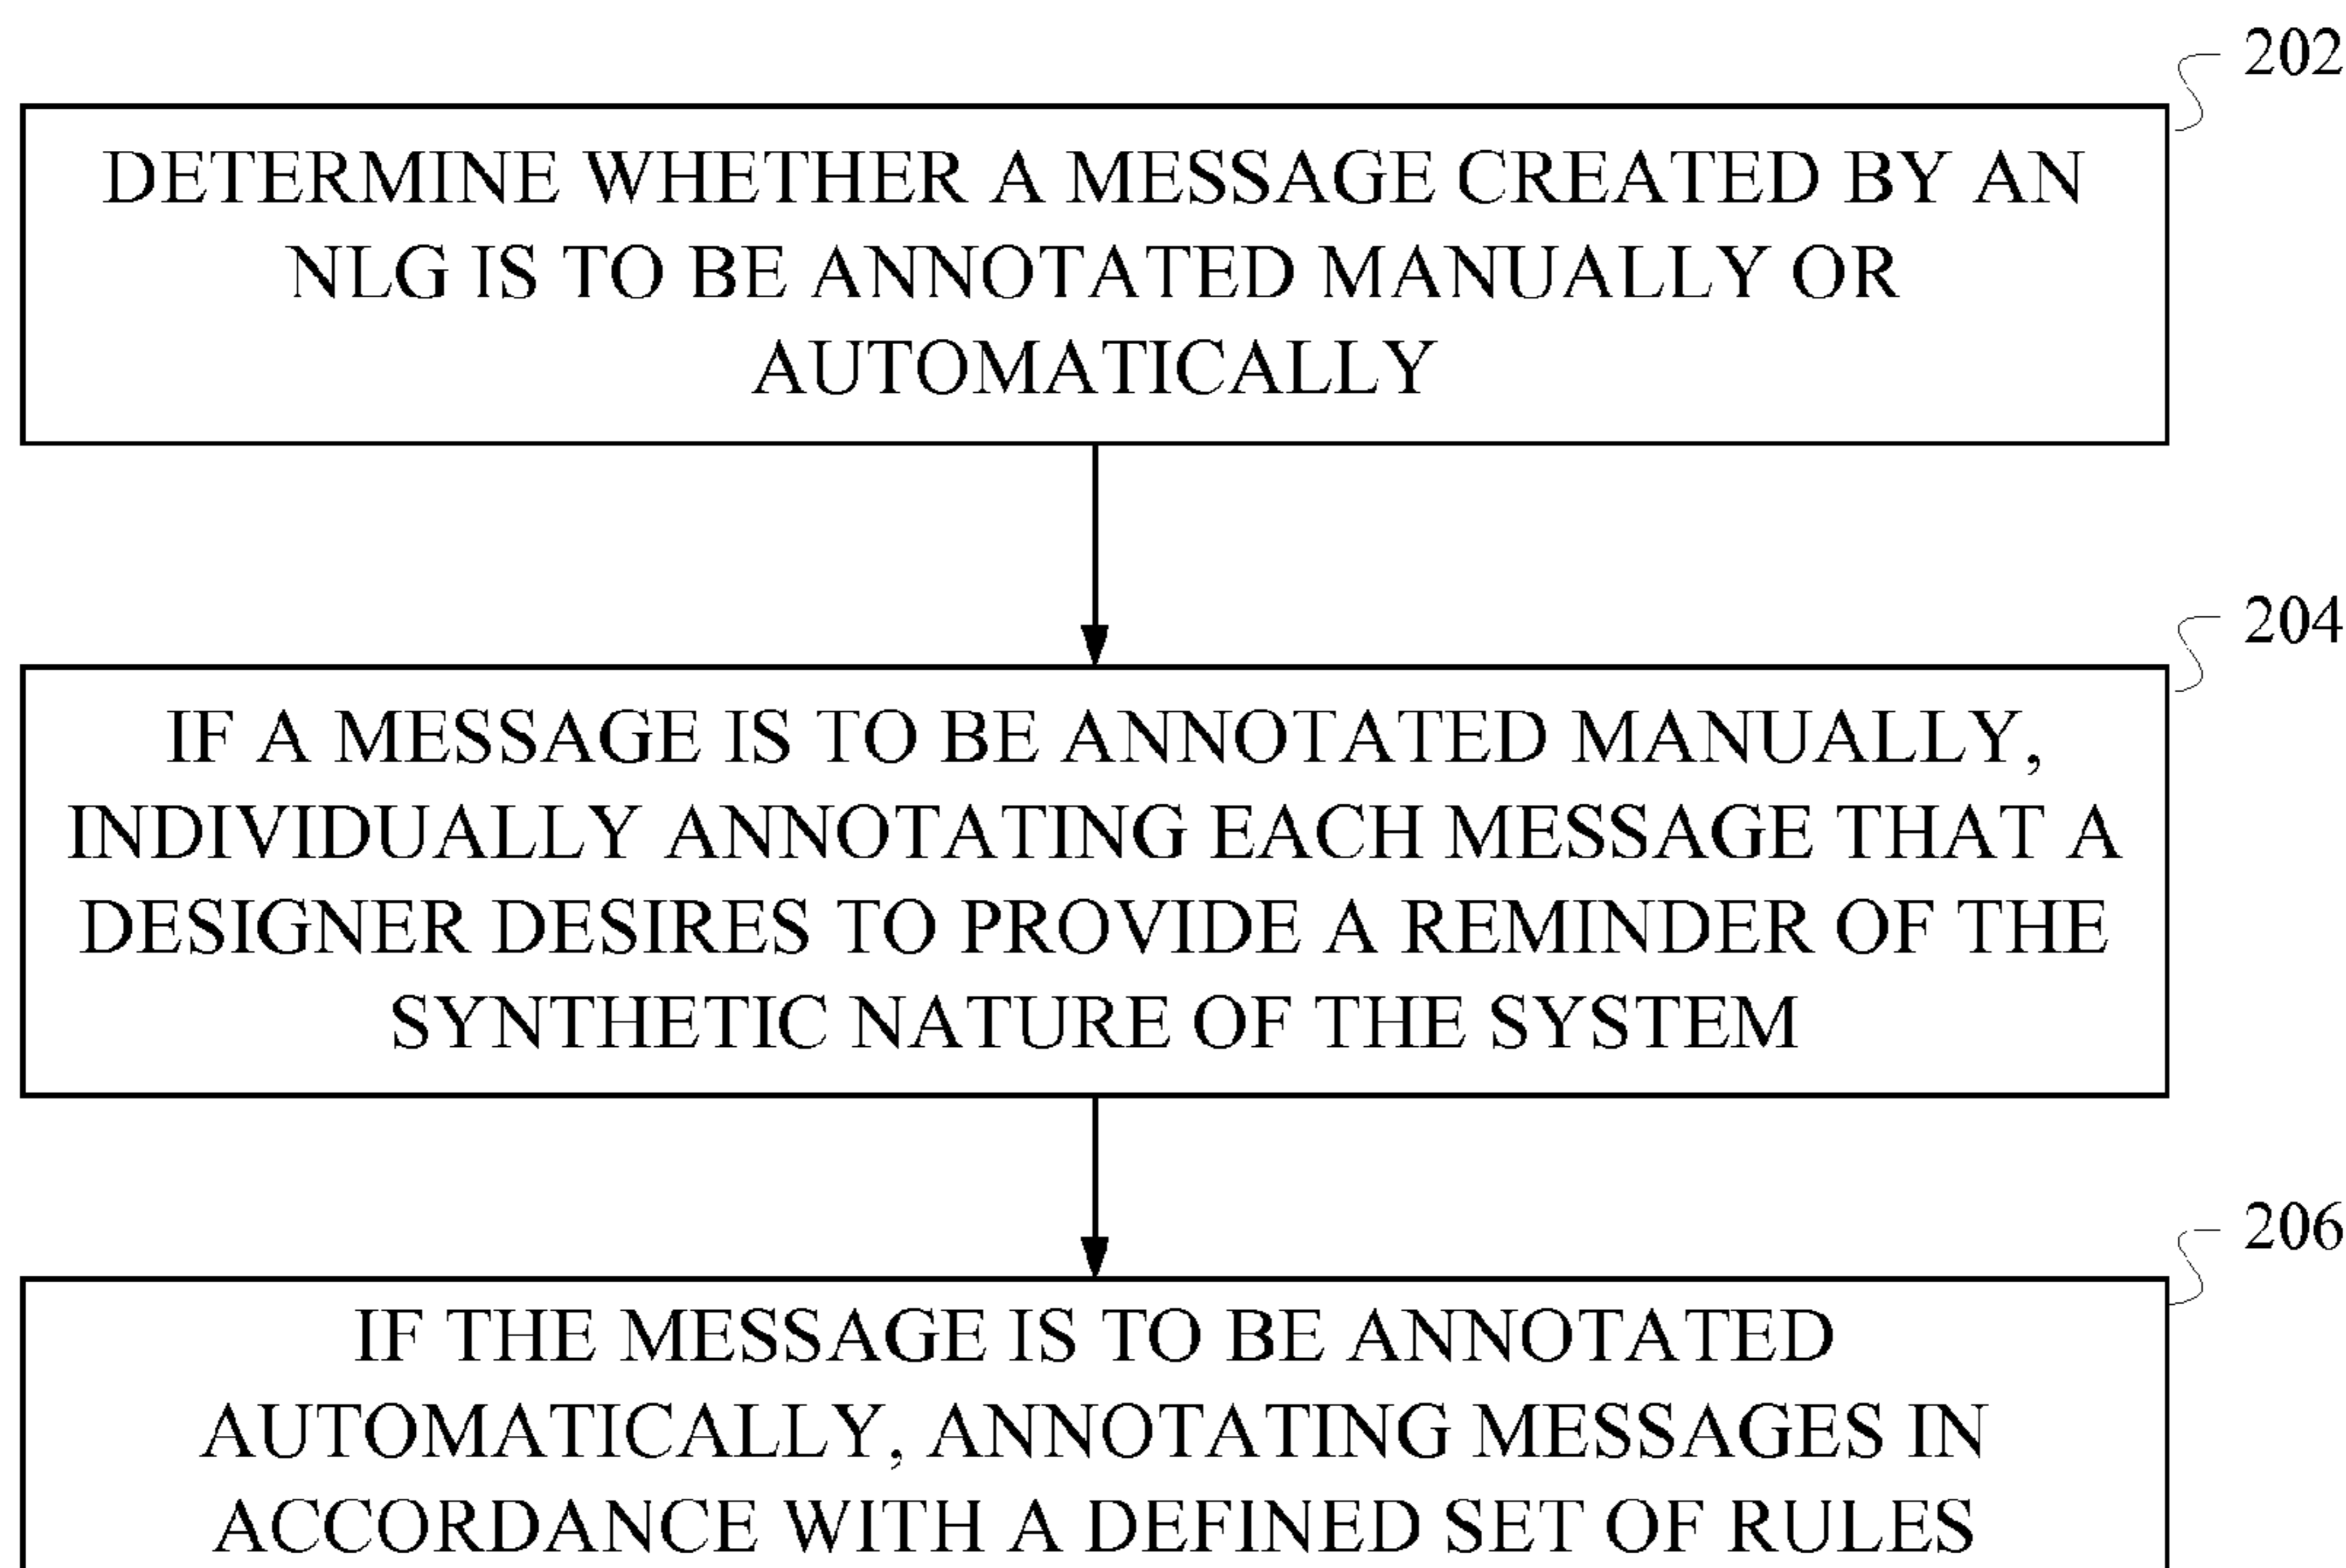 202
DETERMINE WHETHER A MESSAGE CREATED BY AN
NLG IS TO BE ANNOTATED MANUALLY OR
AUTOMATICALLY
204
IF A MESSAGE IS TO BE ANNOTATED MANUALLY,
INDIVIDUALLY ANNOTATING EACH MESSAGE THAT A
DESIGNER DESIRES TO PROVIDE A REMINDER OF THE
SYNTHETIC NATURE OF THE SYSTEM
206
IF THE MESSAGE IS TO BE ANNOTATED
AUTOMATICALLY, ANNOTATING MESSAGES IN
ACCORDANCE WITH A DEFINED SET OF RULES